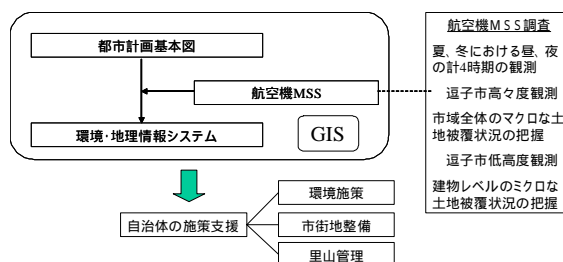 都市計画基本図
航空機MSS
環境・地理情報システム
GIS
自治体の施策支援
環境施策
市街地整備
里山管理
航空機MSS調査
夏、冬における昼、夜
の計4時期の観測
逗子市高々度観測
市域全体のマクロな土
地被覆状況の把握
逗子市低高度観測
建物レベルのミクロな
土地被覆状況の把握